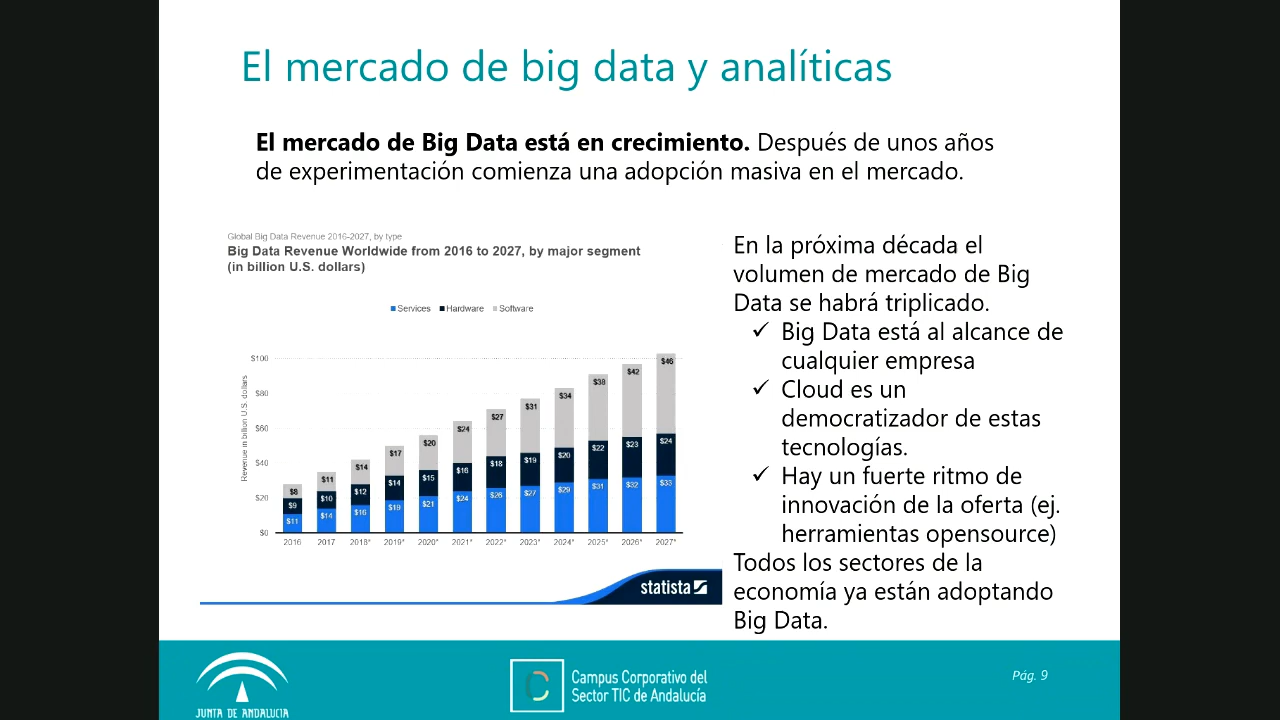 El mercado de big data y analíticas
El mercado de Big Data está en crecimiento. Después de unos años
de experimentación comienza una adopción masiva en el mercado.
Global Big Data Revenue 2016-2027, by type
Big Data Revenue Worldwide from 2016 to 2027, by major segment
(in billion U.S. dollars)
Services Hardware Software
Revenue in billion U.S. dollars
$100
$80
$60
$40
$20
$0
$8 $11 $14 $17 $20 $24 $27 $31 $34 $38 $42 $46
$9 $10 $12 $14 $15 $16 $18 $19 $20 $22 $23 $24
$11 $14 $16 $19 $21 $24 $26 $27 $29 $31 $32 $33
2016 2017 2018* 2019* 2020* 2021* 2022* 2023* 2024* 2025* 2026* 2027*
statista
En la próxima década el
volumen de mercado de Big
Data se habrá triplicado.
✓ Big Data está al alcance de
cualquier empresa
✓ Cloud es un
democratizador de estas
tecnologías.
✓ Hay un fuerte ritmo de
innovación de la oferta (ej.
herramientas opensource)
Todos los sectores de la
economía ya están adoptando
Big Data.
JUNTA DE ANDALUCIA
Campus Corporativo del
Sector TIC de Andalucía
Pág. 9